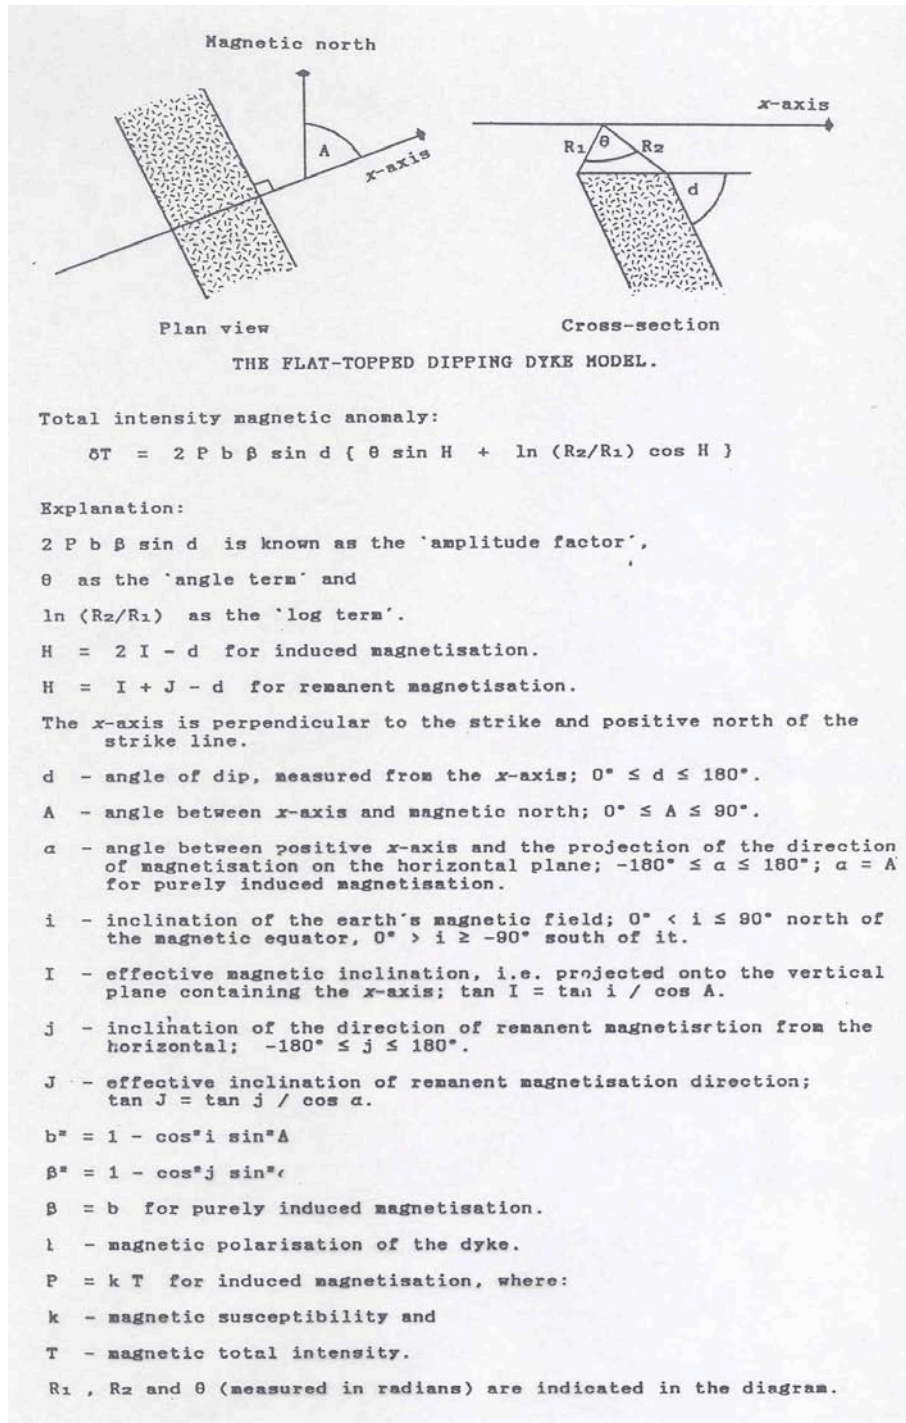 Magnetic north
A
x-axis
Plan view
x-axis
R₁
θ
R₂
d
Cross-section
THE FLAT-TOPPED DIPPING DYKE MODEL.
Total intensity magnetic anomaly:
δT = 2 P b β sin d { θ sin H + ln (R₂/R₁) cos H }
Explanation:
2 P b β sin d is known as the `amplitude factor´,
θ as the `angle term´ and
ln (R₂/R₁) as the `log term´.
H = 2 I - d for induced magnetisation.
H = I + J - d for remanent magnetisation.
The x-axis is perpendicular to the strike and positive north of the
strike line.
d - angle of dip, measured from the x-axis; 0° ≤ d ≤ 180°.
A - angle between x-axis and magnetic north; 0° ≤ A ≤ 90°.
α - angle between positive x-axis and the projection of the direction
of magnetisation on the horizontal plane; -180° ≤ α ≤ 180°; α = A
for purely induced magnetisation.
i - inclination of the earth's magnetic field; 0° < i ≤ 90° north of
the magnetic equator, 0° > i ≥ -90° south of it.
I - effective magnetic inclination, i.e. projected onto the vertical
plane containing the x-axis; tan I = tan i / cos A.
j - inclination of the direction of remanent magnetisrtion from the
horizontal; -180° ≤ j ≤ 180°.
J - effective inclination of remanent magnetisation direction;
tan J = tan j / cos α.
b² = 1 - cos²i sin²A
β² = 1 - cos²j sin²
β = b for purely induced magnetisation.
- magnetic polarisation of the dyke.
P = k T for induced magnetisation, where:
k - magnetic susceptibility and
T - magnetic total intensity.
R₁ , R₂ and θ (measured in radians) are indicated in the diagram.